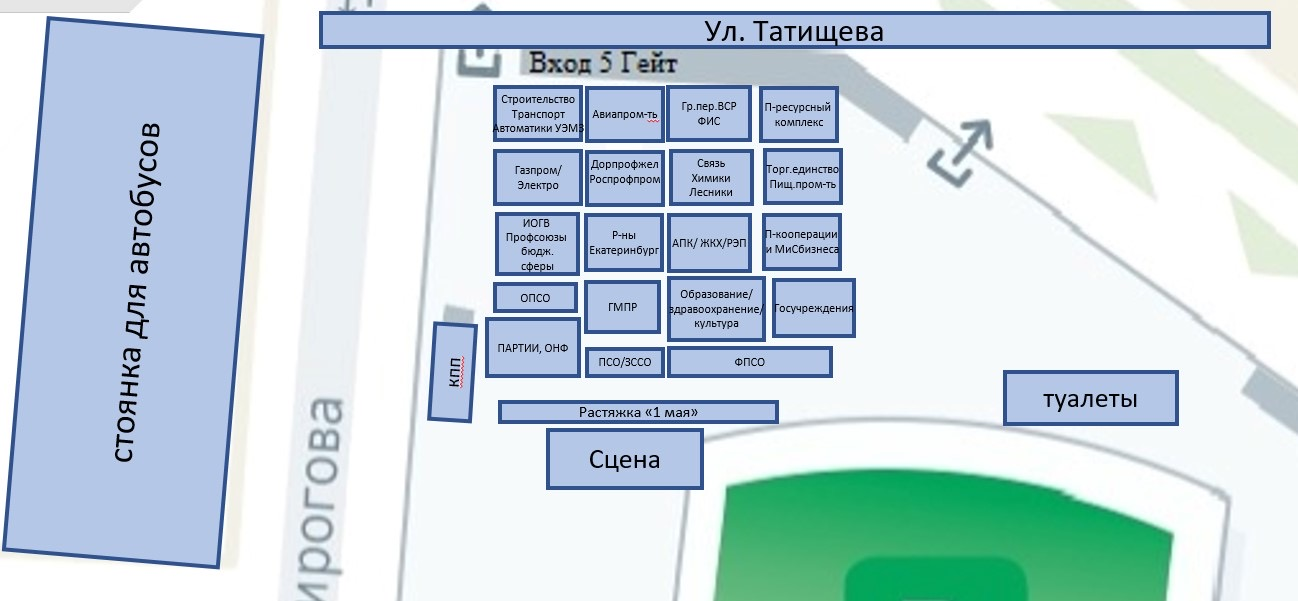 Ул. Татищева
Вход 5 Гейт
стоянка для автобусов
Строительство
Транспорт
Автоматики УЭМЗ
Авиапром-ть
Гр.пер.ВСР
ФИС
П-ресурсный
комплекс
Газпром/
Электро
Дорпрофжел
Роспрофпром
Связь
Химики
Лесники
Торг.единство
Пищ.пром-ть
ИОГВ
Профсоюзы
бюдж.
сферы
Р-ны
Екатеринбург
АПК/ ЖКХ/РЭП
П-кооперации
и МиСбизнеса
ОПСО
ГМПР
Образование/
здравоохранение/
культура
Госучреждения
ПАРТИИ, ОНФ
ПСО/ЗССО
ФПСО
кпп
Растяжка «1 мая»
Сцена
туалеты
ирогова